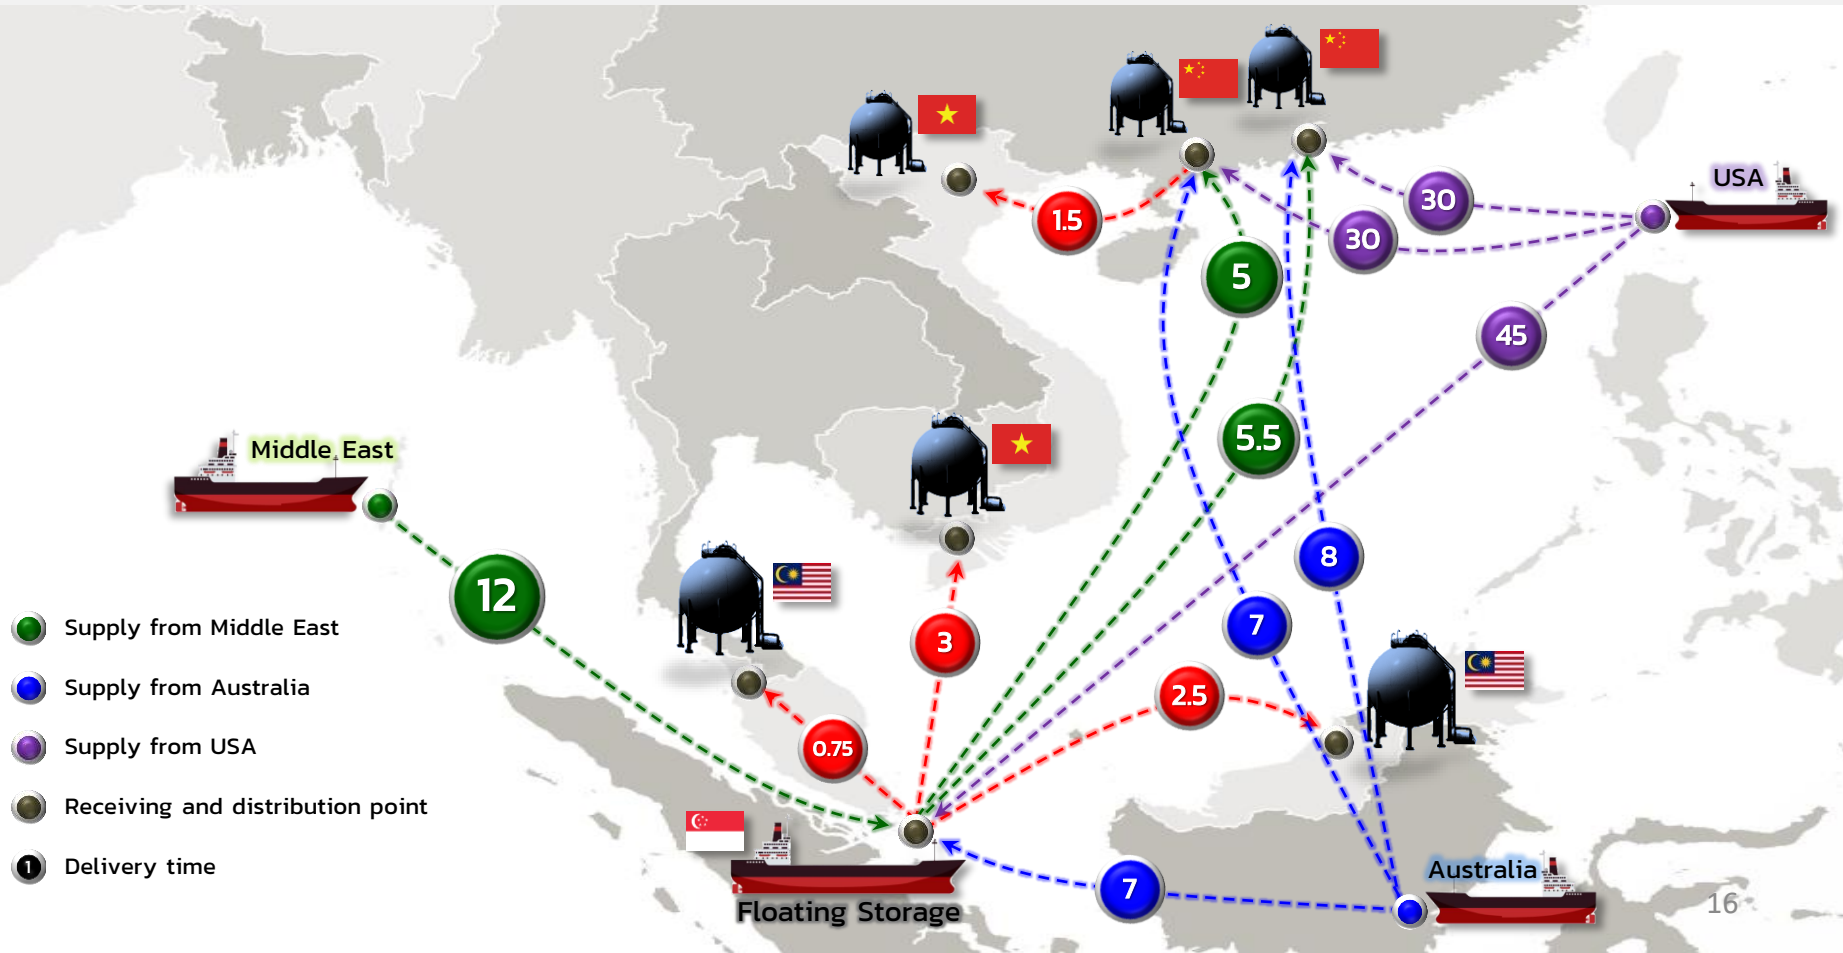 USA
30
1.5
30
5
45
5.5
Middle East
8
12
7
3
2.5
0.75
Supply from Middle East
Supply from Australia
Supply from USA
Receiving and distribution point
1 Delivery time
Floating Storage
7
Australia
16